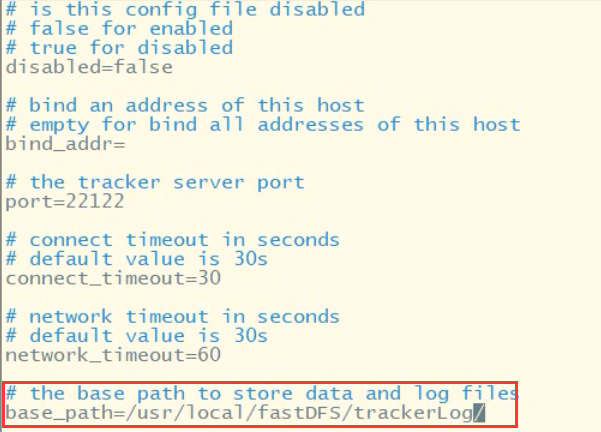 # is this config file disabled
# false for enabled
# true for disabled
disabled=false
# bind an address of this host
# empty for bind all addresses of this host
bind_addr=
# the tracker server port
port=22122
# connect timeout in seconds
# default value is 30s
connect_timeout=30
# network timeout in seconds
# default value is 30s
network_timeout=60
# the base path to store data and log files
base_path=/usr/local/fastDFS/trackerLog/